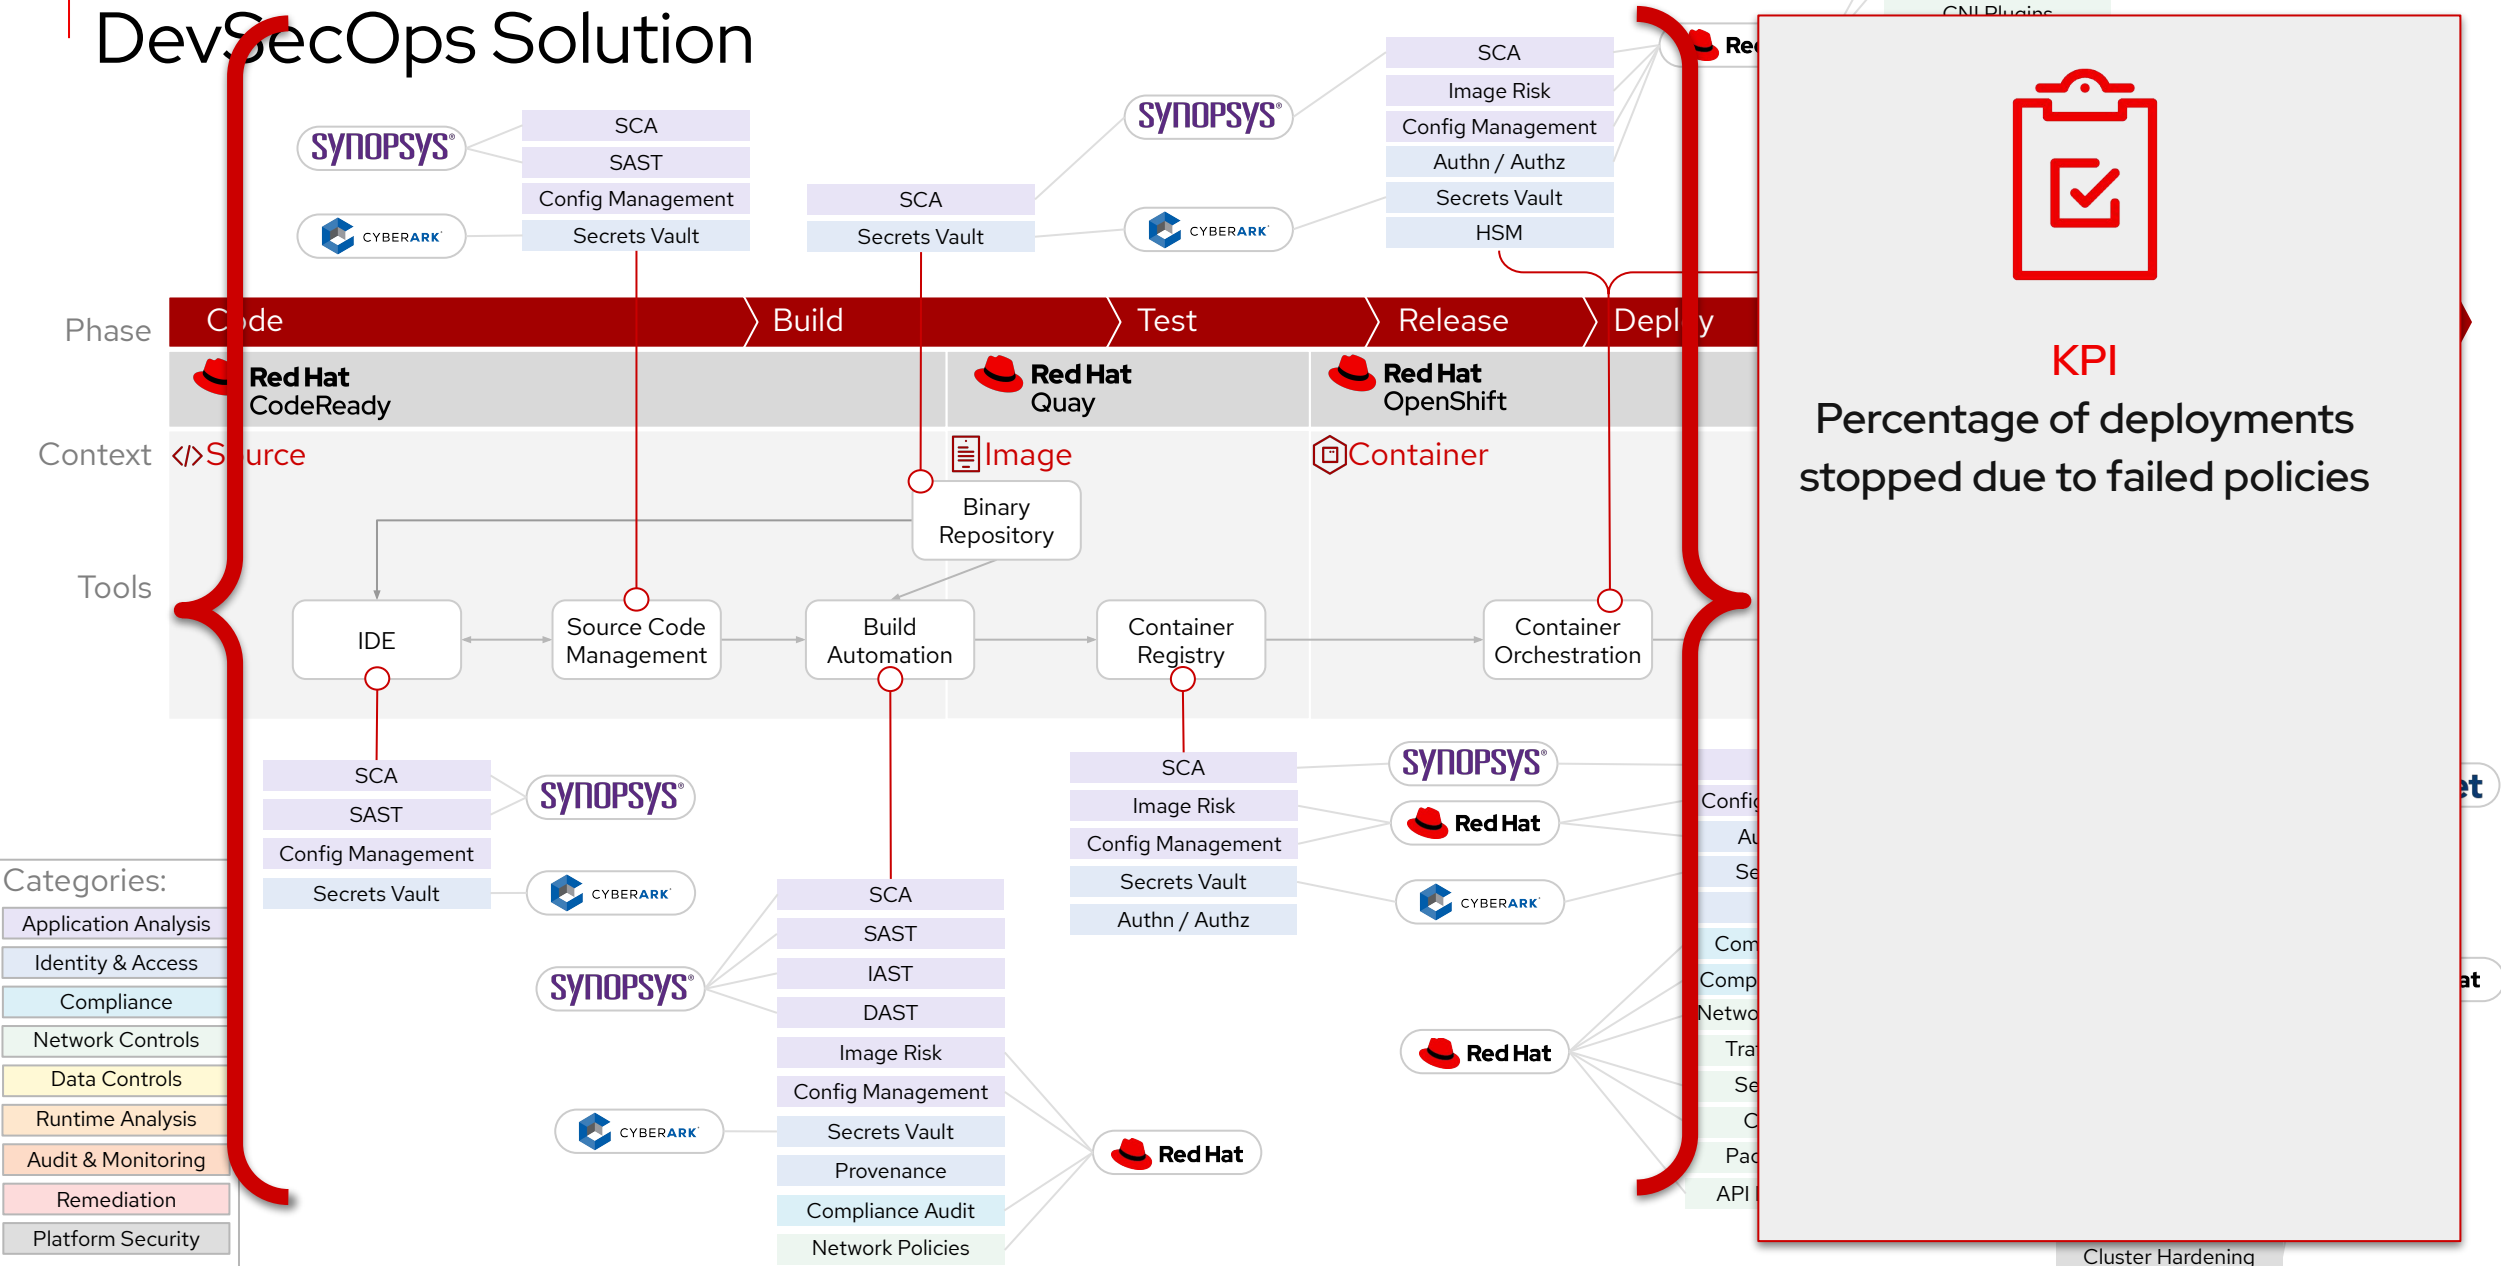 DevSecOps Solution
CNI Plugins
SYNOPSYS®
CYBERARK
SCA
SAST
Config Management
Secrets Vault
SCA
Secrets Vault
SYNOPSYS®
CYBERARK
SCA
Image Risk
Config Management
Authn / Authz
Secrets Vault
HSM
Phase
Code
Build
Test
Release
Deploy
Red Hat
CodeReady
Red Hat
Quay
Red Hat
OpenShift
Context
</>Source
Image
Container
Tools
Binary
Repository
IDE
Source Code
Management
Build
Automation
Container
Registry
Container
Orchestration
SCA
SAST
Config Management
Secrets Vault
SYNOPSYS®
CYBERARK
SYNOPSYS®
CYBERARK
SCA
SAST
IAST
DAST
Image Risk
Config Management
Secrets Vault
Provenance
Compliance Audit
Network Policies
Red Hat
SCA
Image Risk
Config Management
Secrets Vault
Authn / Authz
SYNOPSYS®
Red Hat
CYBERARK
Red Hat
API
Categories:
Application Analysis
Identity & Access
Compliance
Network Controls
Data Controls
Runtime Analysis
Audit & Monitoring
Remediation
Platform Security
KPI
Percentage of deployments
stopped due to failed policies
Cluster Hardening